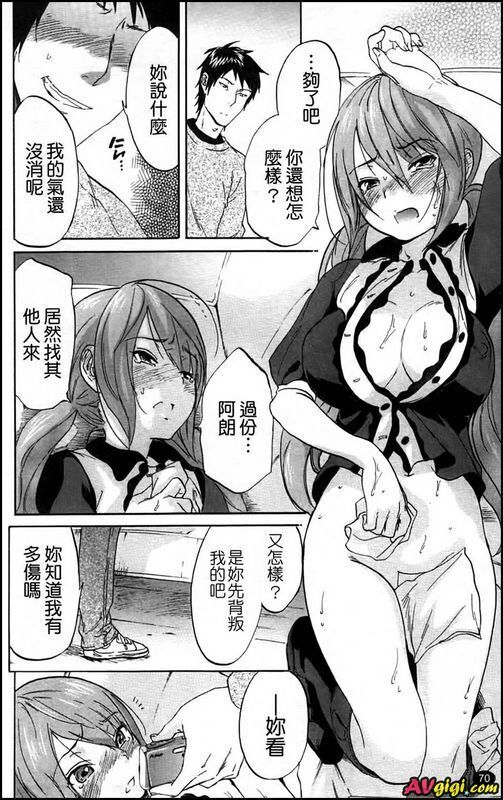 …夠了吧
你還想怎
麼樣？
妳說什麼
我的氣還
沒消呢
過份…
阿朗
居然找其
他人來
又怎樣？
是妳先背叛
我的吧
妳知道我有
多傷嗎
—妳看
70
AVgigi.com